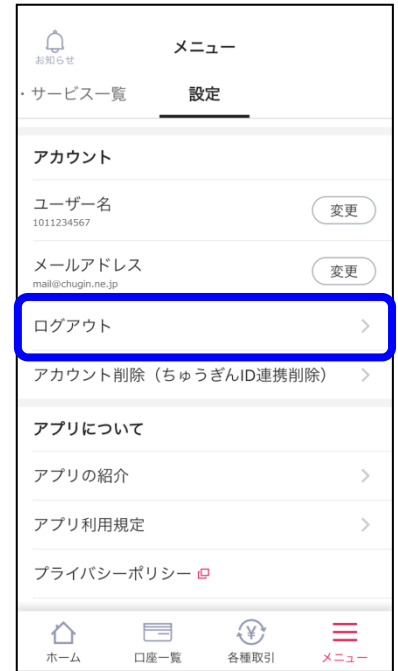 メニュー
お知らせ
・サービス一覧 設定
アカウント
ユーザー名
1011234567
変更
メールアドレス
mail@chugin.ne.jp
変更
ログアウト
アカウント削除（ちゅうぎんID連携削除）
アプリについて
アプリの紹介
アプリ利用規定
プライバシーポリシー
ホーム 口座一覧 各種取引 メニュー